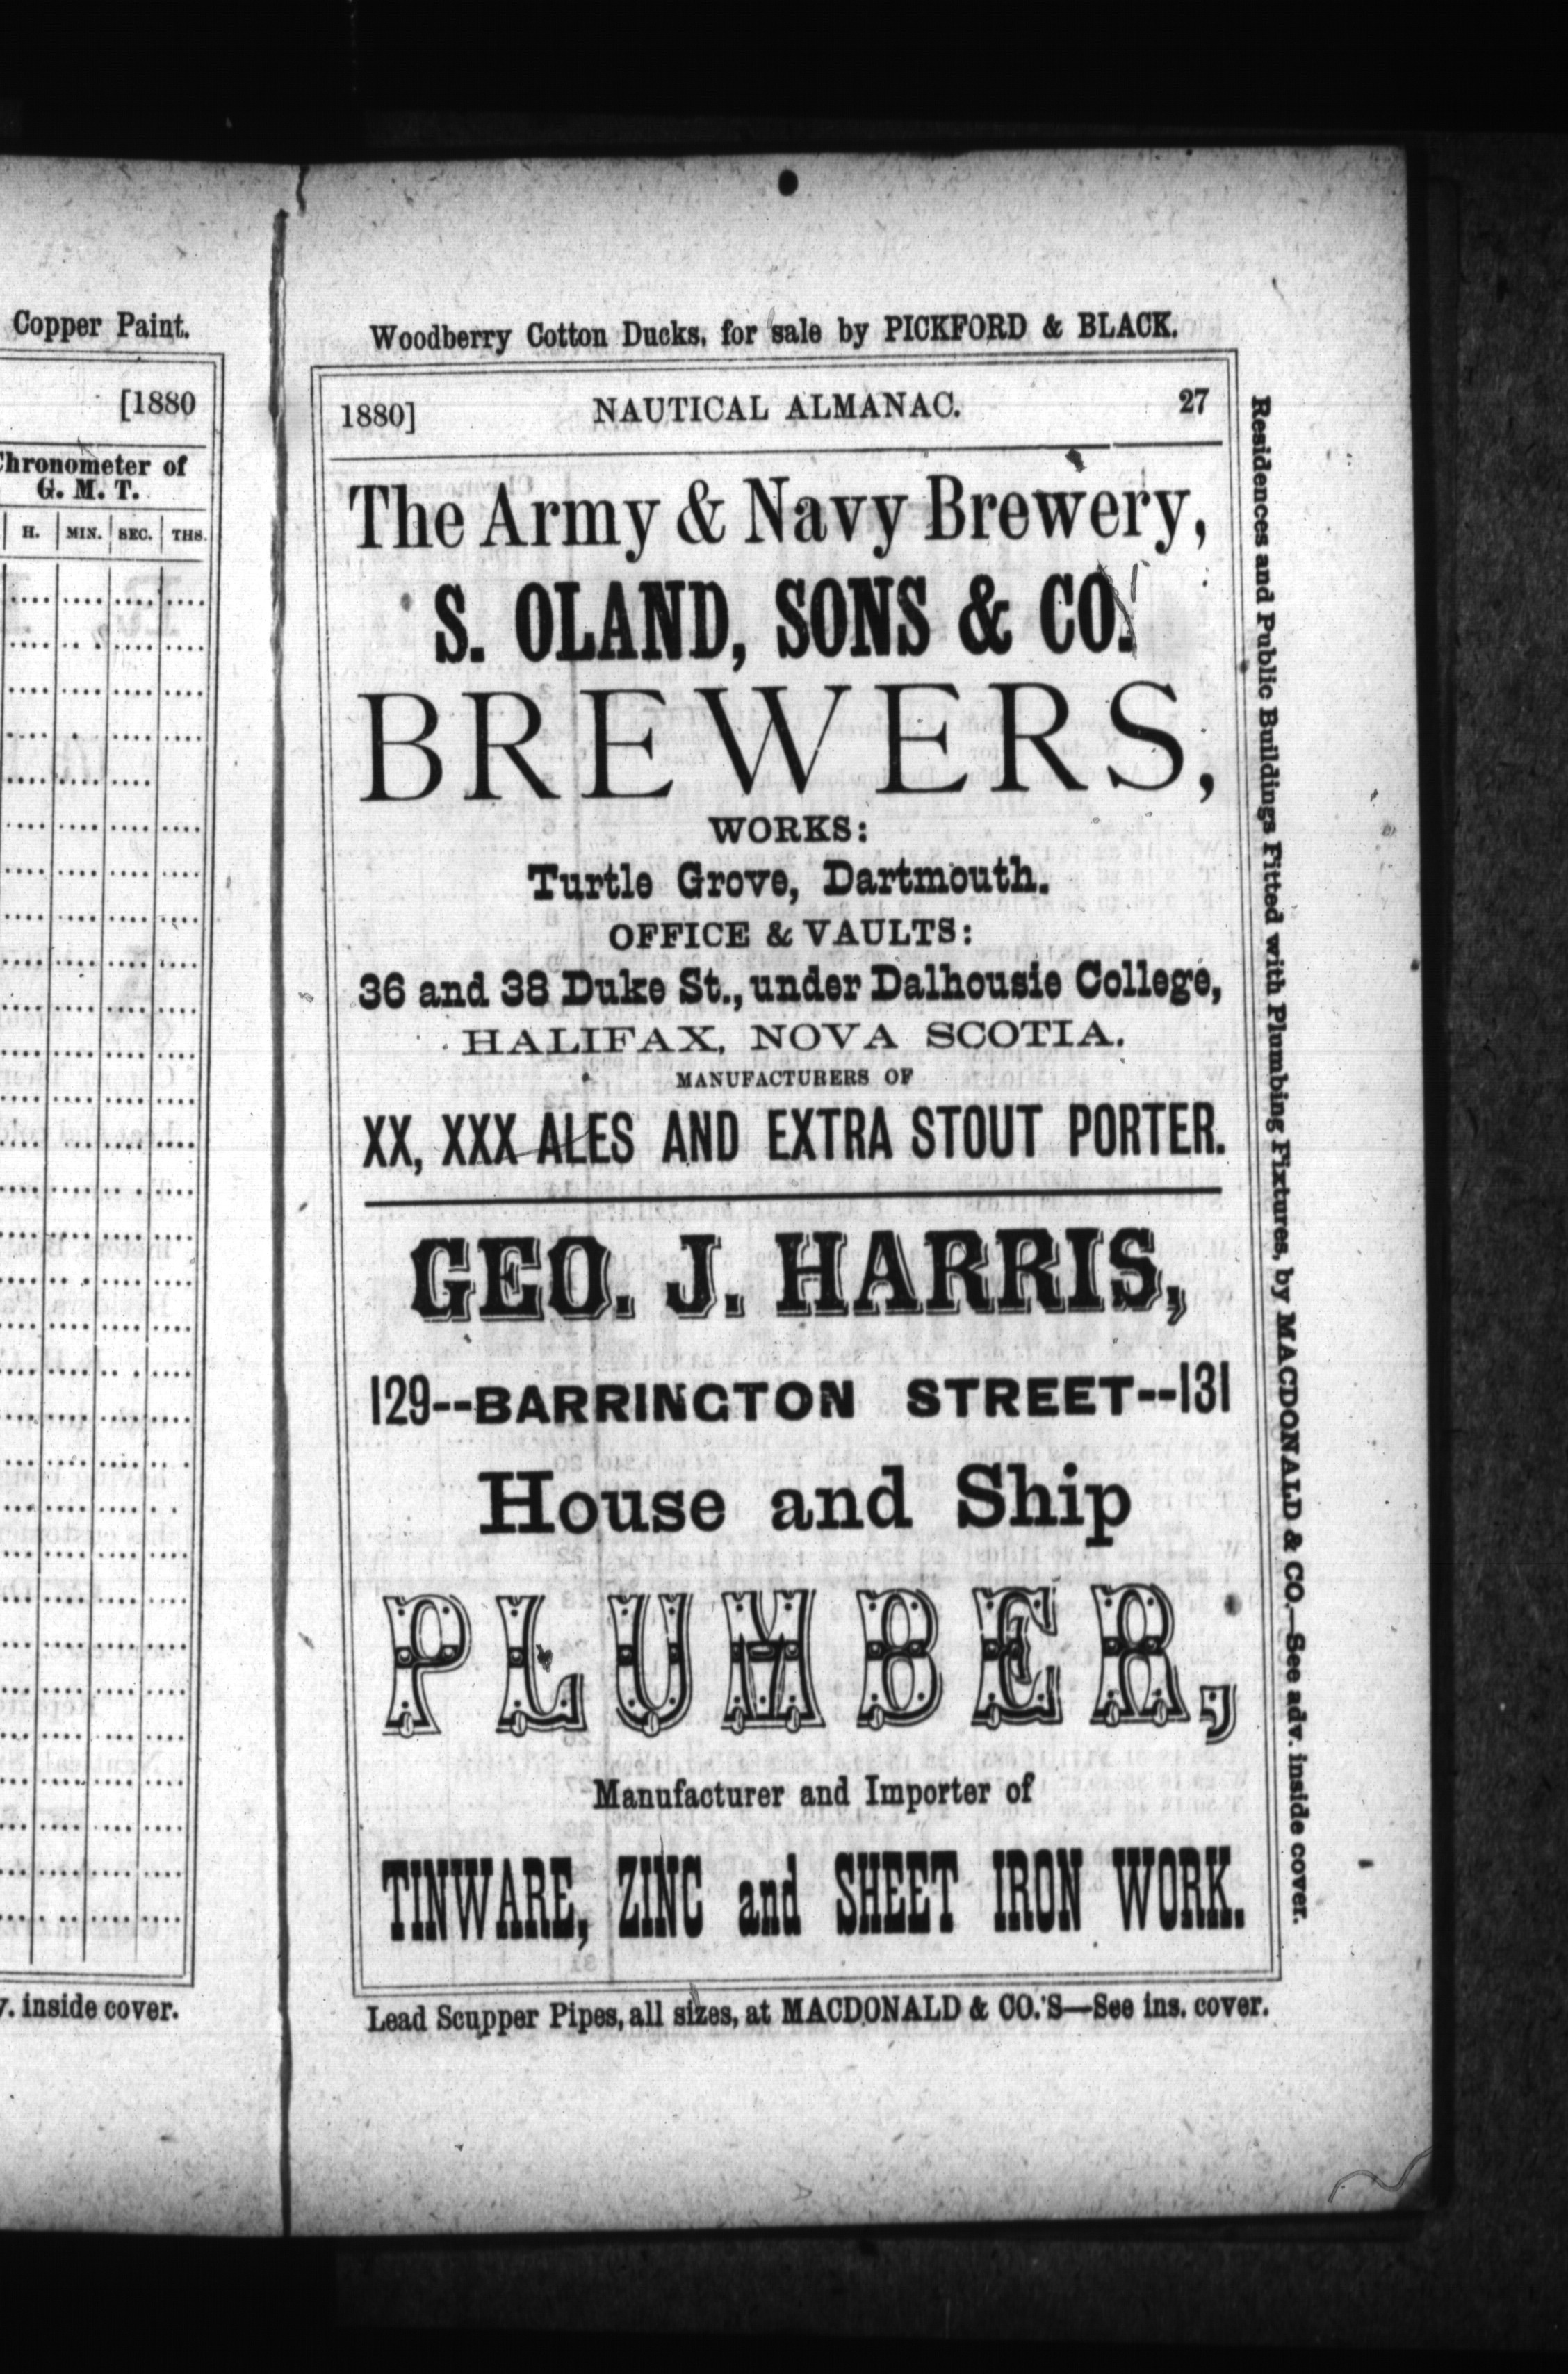 Copper Paint.
[1880
Chronometer of
G. M. T.
H. MIN. SEC. THS.
inside cover.
Woodberry Cotton Ducks, for sale by PICKFORD & BLACK.
1880] NAUTICAL ALMANAC. 27
The Army & Navy Brewery,
S. OLAND, SONS & CO.
BREWERS,
WORKS:
Turtle Grove, Dartmouth.
OFFICE & VAULTS:
36 and 38 Duke St., under Dalhousie College,
HALIFAX, NOVA SCOTIA.
MANUFACTURERS OF
XX, XXX ALES AND EXTRA STOUT PORTER.
GEO. J. HARRIS,
129--BARRINGTON STREET--131
House and Ship
PLUMBER,
Manufacturer and Importer of
TINWARE, ZINC and SHEET IRON WORK.
Lead Scupper Pipes, all sizes, at MACDONALD & CO.'S—See ins. cover.
Residences and Public Buildings Fitted with Plumbing Fixtures, by MACDONALD & CO.—See adv. inside cover.